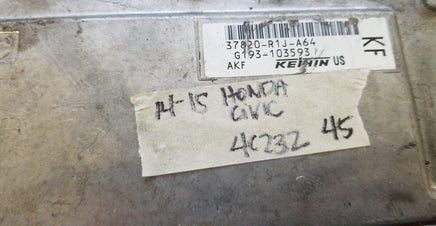 37820-R1J-A64
G193-103593
AKF KEIHIN US
KF
14-15 HONDA
CIVIC
4C232 45